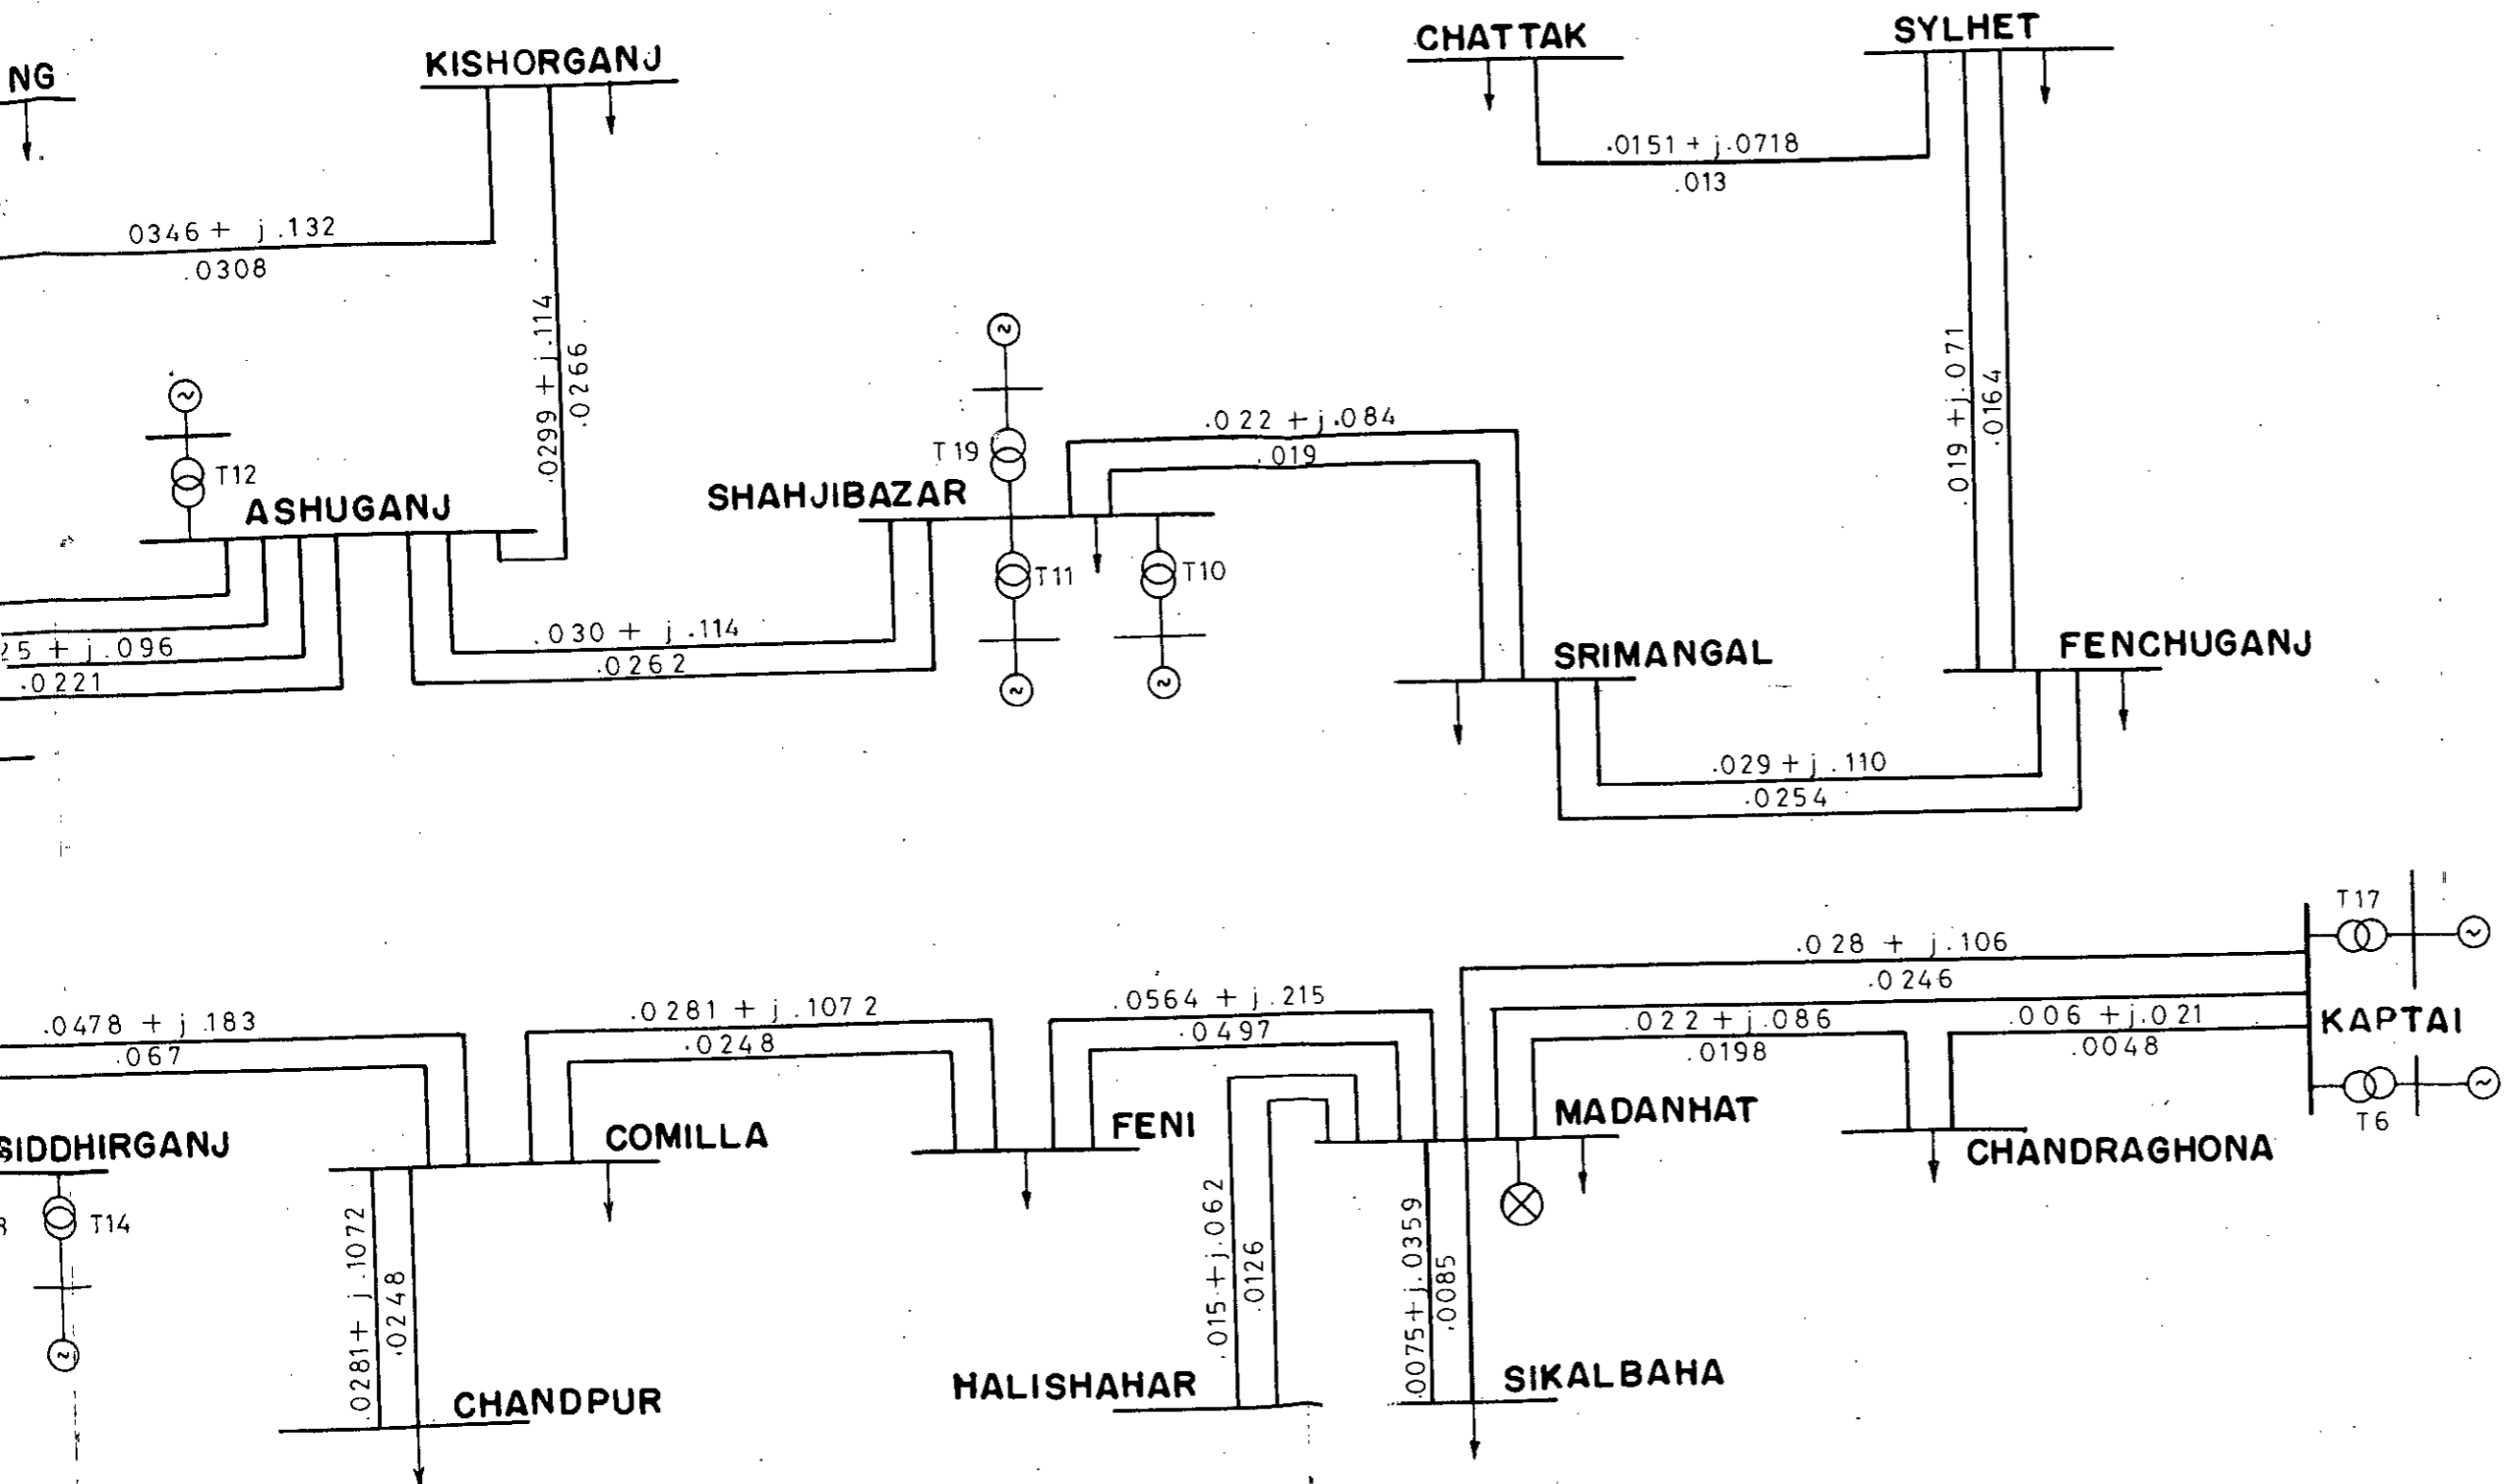 CHATTAK
SYLHET
NG
KISHORGANJ
.0151 + j.0718
.013
0346 + j .132
.0308
.0299 + j.114
.0266
.019 + j.071
.0164
T12
ASHUGANJ
T19
SHAHJIBAZAR
.022 + j.084
.019
T11
T10
25 + j.096
.0221
.030 + j .114
.0262
SRIMANGAL
FENCHUGANJ
.029 + j .110
.0254
T17
.028 + j.106
.0246
.0478 + j .183
.067
.0281 + j .1072
.0248
.0564 + j .215
.0497
.022 + j.086
.0198
.006 + j.021
.0048
KAPTAI
T6
SIDDHIRGANJ
COMILLA
FENI
MADANHAT
CHANDRAGHONA
T14
.0281 + j .1072
.0248
.015 + j.062
.0126
.0075 + j.0359
.0085
CHANDPUR
HALISHAHAR
SIKALBAHA